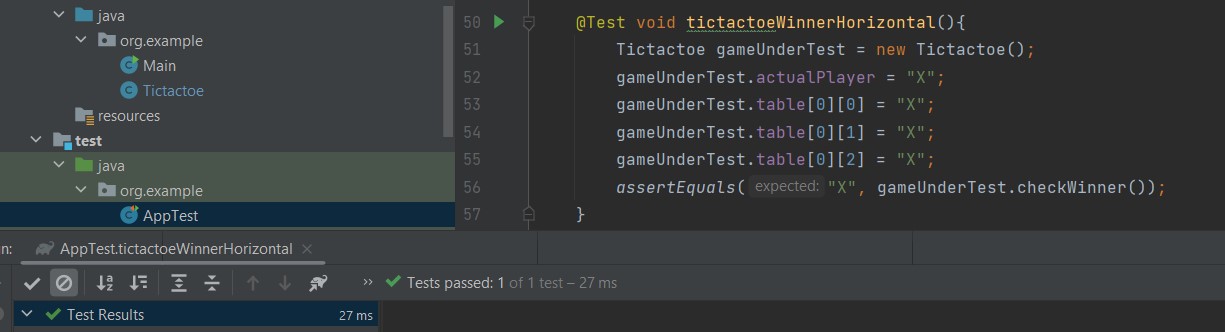 java
org.example
Main
Tictactoe
resources
test
java
org.example
AppTest
50 @Test void tictactoeWinnerHorizontal(){
51 Tictactoe gameUnderTest = new Tictactoe();
52 gameUnderTest.actualPlayer = "X";
53 gameUnderTest.table[0][0] = "X";
54 gameUnderTest.table[0][1] = "X";
55 gameUnderTest.table[0][2] = "X";
56 assertEquals( expected: "X", gameUnderTest.checkWinner());
57 }
n: AppTest.tictactoeWinnerHorizontal ×
» Tests passed: 1 of 1 test – 27 ms
Test Results 27 ms